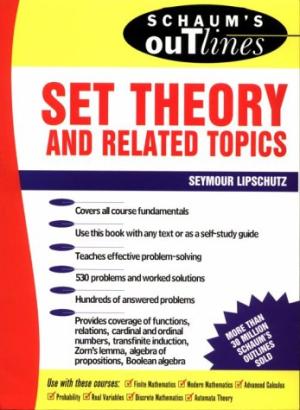 SCHAUM'S
ouTlines
SET THEORY
AND RELATED TOPICS
SEYMOUR LIPSCHUTZ
Covers all course fundamentals
Use this book with any text or as a self-study guide
Teaches effective problem-solving
530 problems and worked solutions
Hundreds of answered problems
Provides coverage of functions,
relations, cardinal and ordinal
numbers, transfinite induction,
Zorn's lemma, algebra of
propositions, Boolean algebra
MORE THAN
30 MILLION
SCHAUM'S
OUTLINES
SOLD
Use with these courses: Finite Mathematics Modern Mathematics Advanced Calculus
Probability Real Variables Discrete Mathematics Automata Theory